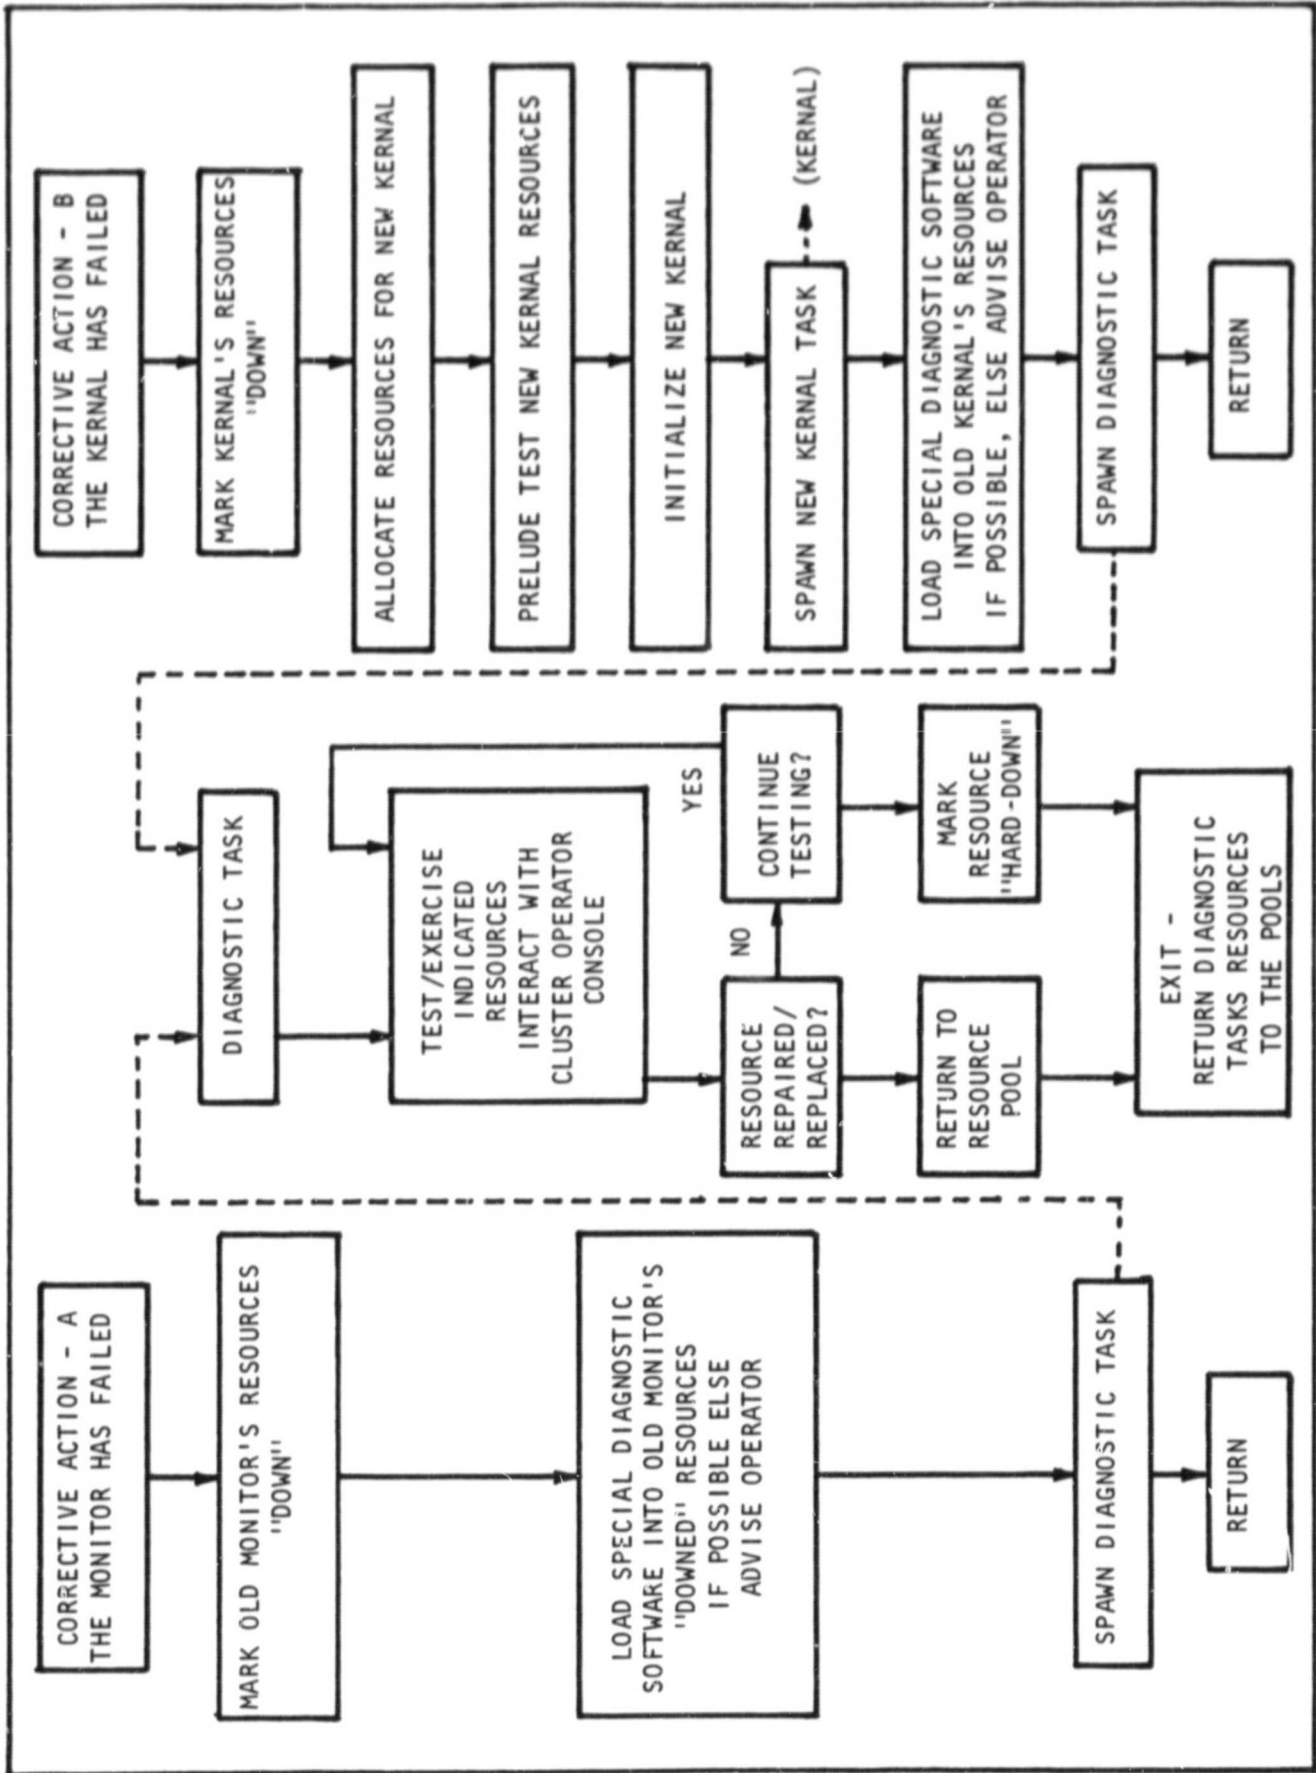 CORRECTIVE ACTION - A
THE MONITOR HAS FAILED
MARK OLD MONITOR'S RESOURCES
"DOWN"
LOAD SPECIAL DIAGNOSTIC
SOFTWARE INTO OLD MONITOR'S
"DOWNED" RESOURCES
IF POSSIBLE ELSE
ADVISE OPERATOR
SPAWN DIAGNOSTIC TASK
RETURN
DIAGNOSTIC TASK
TEST/EXERCISE
INDICATED
RESOURCES
INTERACT WITH
CLUSTER OPERATOR
CONSOLE
RESOURCE
REPAIRED/
REPLACED?
NO
YES
CONTINUE
TESTING?
RETURN TO
RESOURCE
POOL
MARK
RESOURCE
"HARD-DOWN"
EXIT -
RETURN DIAGNOSTIC
TASKS RESOURCES
TO THE POOLS
CORRECTIVE ACTION - B
THE KERNAL HAS FAILED
MARK KERNAL'S RESOURCES
"DOWN"
ALLOCATE RESOURCES FOR NEW KERNAL
PRELUDE TEST NEW KERNAL RESOURCES
INITIALIZE NEW KERNAL
SPAWN NEW KERNAL TASK
(KERNAL)
LOAD SPECIAL DIAGNOSTIC SOFTWARE
INTO OLD KERNAL'S RESOURCES
IF POSSIBLE, ELSE ADVISE OPERATOR
SPAWN DIAGNOSTIC TASK
RETURN